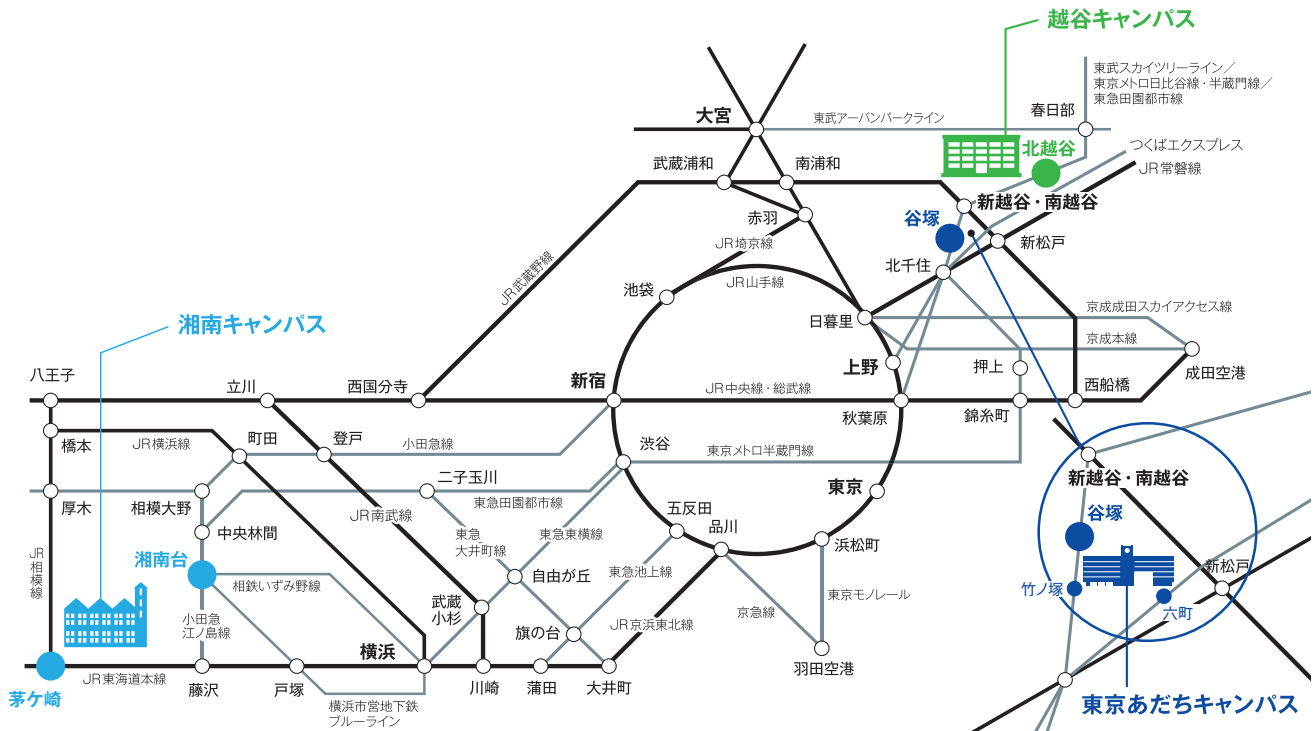 越谷キャンパス
東武スカイツリーライン／
東京メトロ日比谷線・半蔵門線／
東急田園都市線
大宮
東武アーバンパークライン
春日部
つくばエクスプレス
JR常磐線
武蔵浦和
南浦和
北越谷
新越谷・南越谷
赤羽
谷塚
JR埼京線
新松戸
北千住
JR武蔵野線
JR山手線
池袋
日暮里
京成成田スカイアクセス線
京成本線
湘南キャンパス
上野
押上
成田空港
八王子
立川
西国分寺
新宿
JR中央線・総武線
秋葉原
錦糸町
西船橋
橋本
JR横浜線
町田
登戸
小田急線
渋谷
東京メトロ半蔵門線
新越谷・南越谷
厚木
相模大野
二子玉川
東急田園都市線
東京
谷塚
JR南武線
五反田
品川
中央林間
東急
大井町線
東急東横線
浜松町
JR
相模線
湘南台
相鉄いずみ野線
自由が丘
東急池上線
新松戸
竹ノ塚
六町
東京モノレール
武蔵
小杉
京急線
小田急
江ノ島線
旗の台
JR京浜東北線
横浜
羽田空港
JR東海道本線
茅ケ崎
藤沢
戸塚
川崎
蒲田
大井町
横浜市営地下鉄
ブルーライン
東京あだちキャンパス